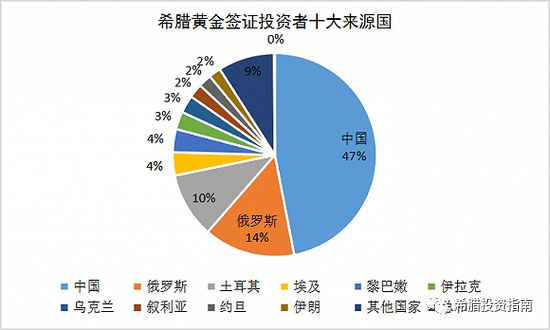 希腊黄金签证投资者十大来源国
0%
2%
2%
9%
2%
3%
中国
47%
3%
4%
4%
10%
俄罗斯
14%
中国 俄罗斯 土耳其 埃及 黎巴嫩 伊拉克
乌克兰 叙利亚 约旦 伊朗 其他国家
希腊投资指南